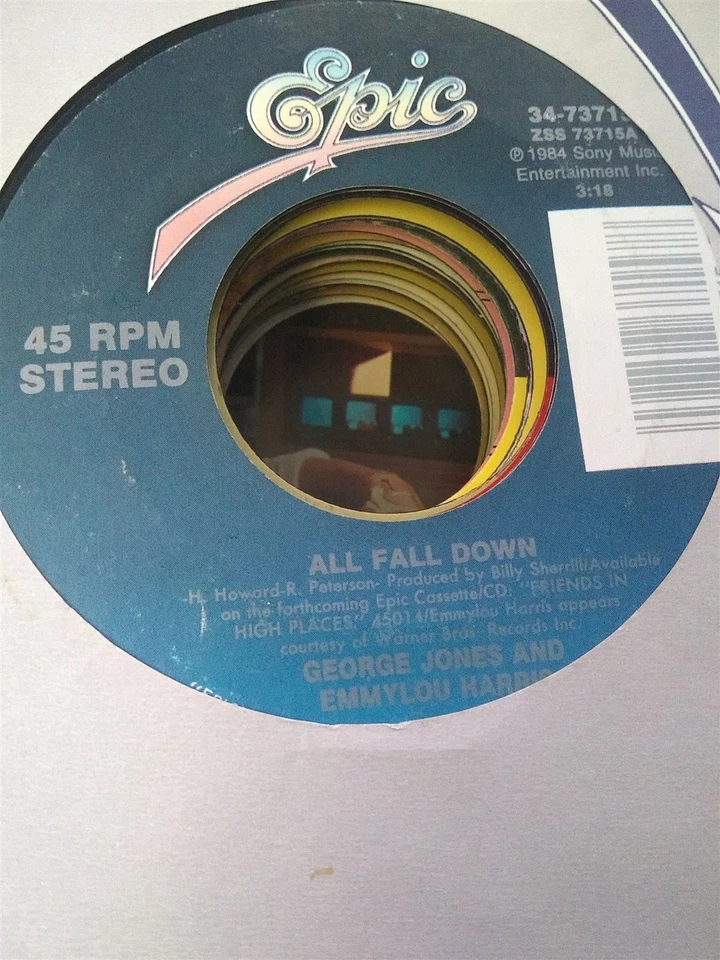 Epic
34-73715
ZSS 73715A
℗ 1984 Sony Music
Entertainment Inc.
3:18
45 RPM
STEREO
ALL FALL DOWN
-H. Howard-R. Peterson- Produced by Billy Sherrill/Available
on the forthcoming Epic Cassette/CD: "FRIENDS IN
HIGH PLACES" 45014/Emmylou Harris appears
courtesy of Warner Bros. Records Inc.
GEORGE JONES AND
EMMYLOU HARRIS